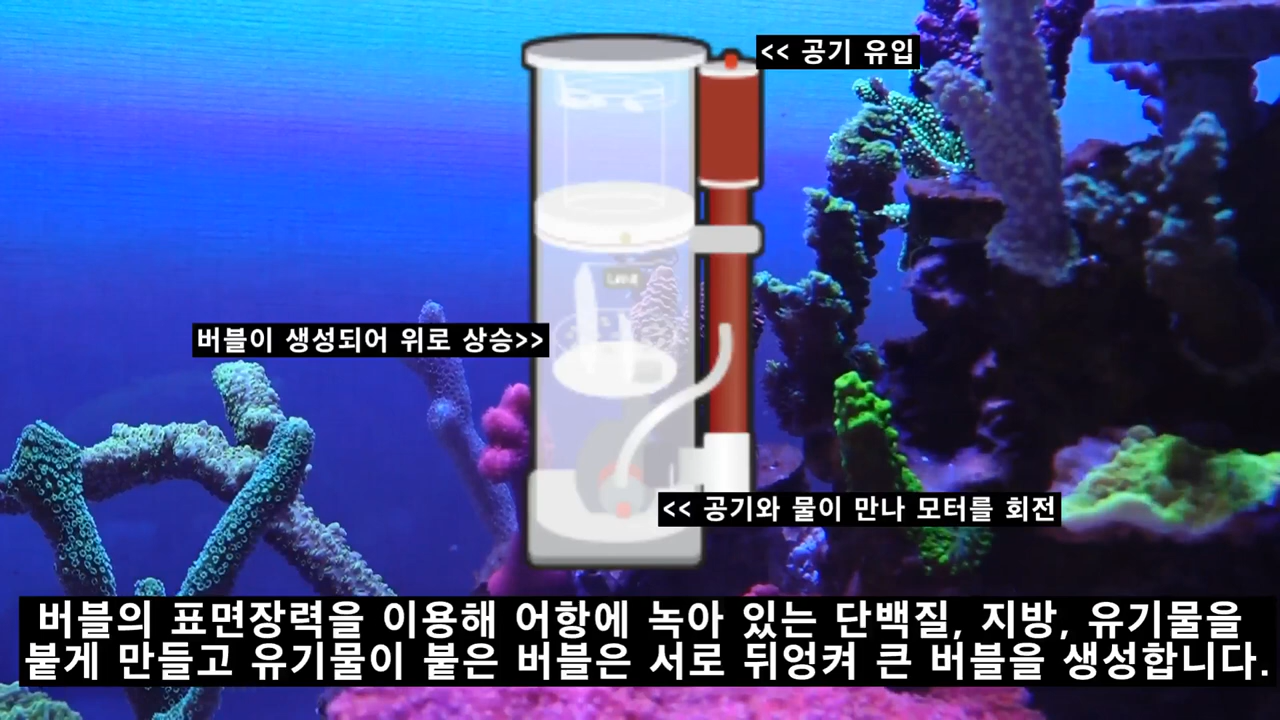 << 공기 유입
버블이 생성되어 위로 상승>>
<< 공기와 물이 만나 모터를 회전
버블의 표면장력을 이용해 어항에 녹아 있는 단백질, 지방, 유기물을
붙게 만들고 유기물이 붙은 버블은 서로 뒤엉켜 큰 버블을 생성합니다.